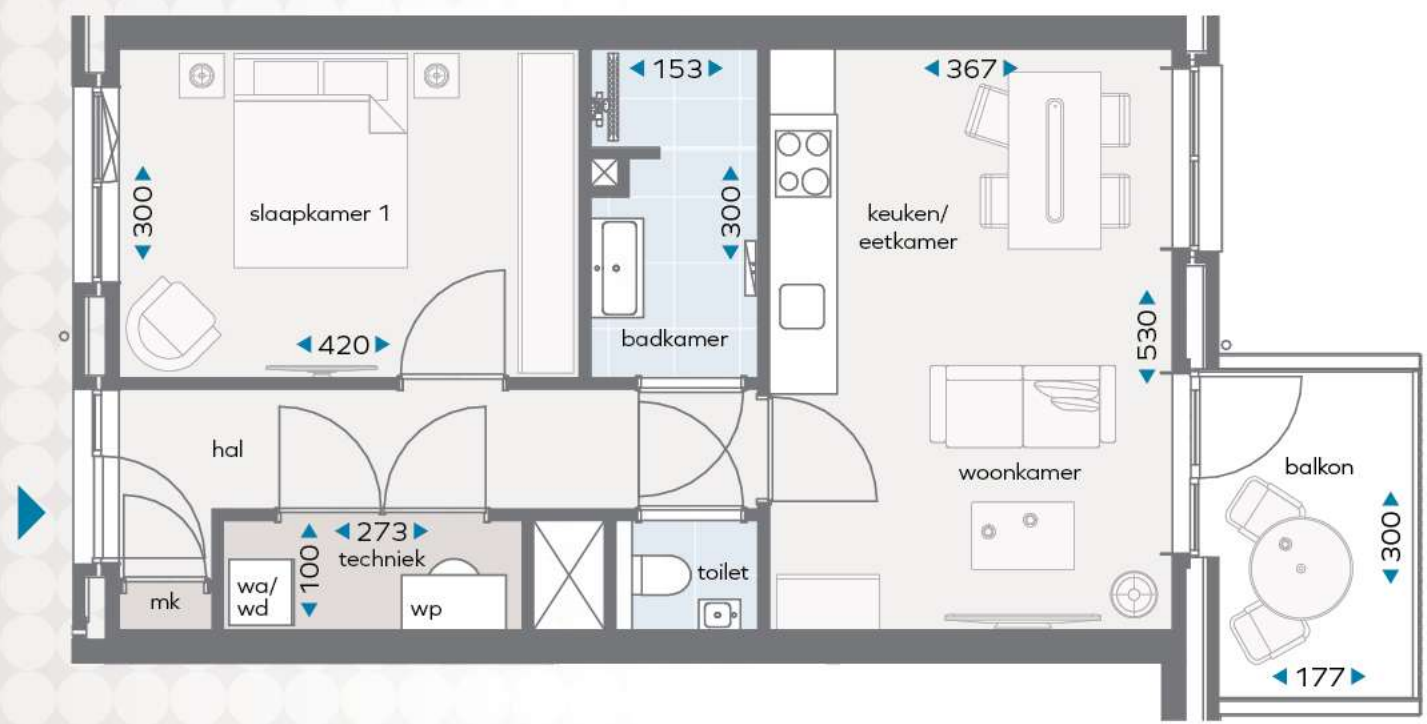 153
367
300
slaapkamer 1
300
keuken/
eetkamer
420
badkamer
530
hal
woonkamer
balkon
273
techniek
100
wa/
wd
wp
mk
toilet
300
177